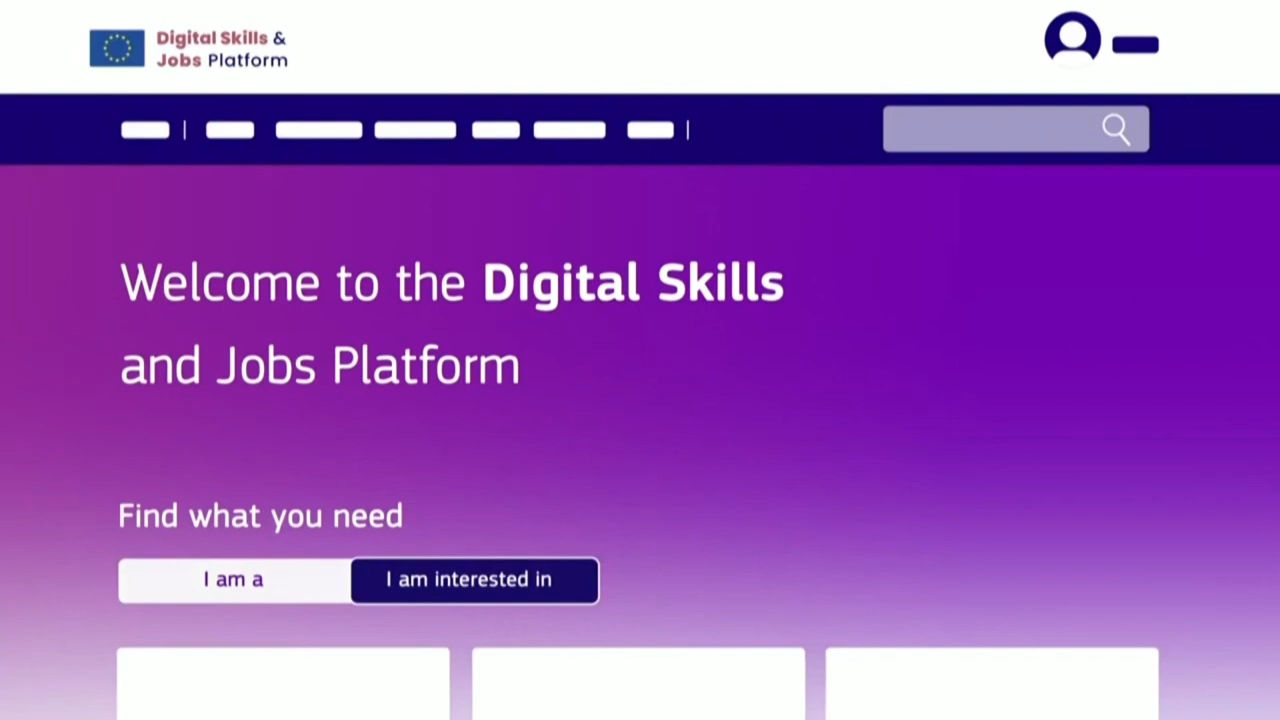 Digital Skills &
Jobs Platform
Welcome to the Digital Skills
and Jobs Platform
Find what you need
I am a
I am interested in